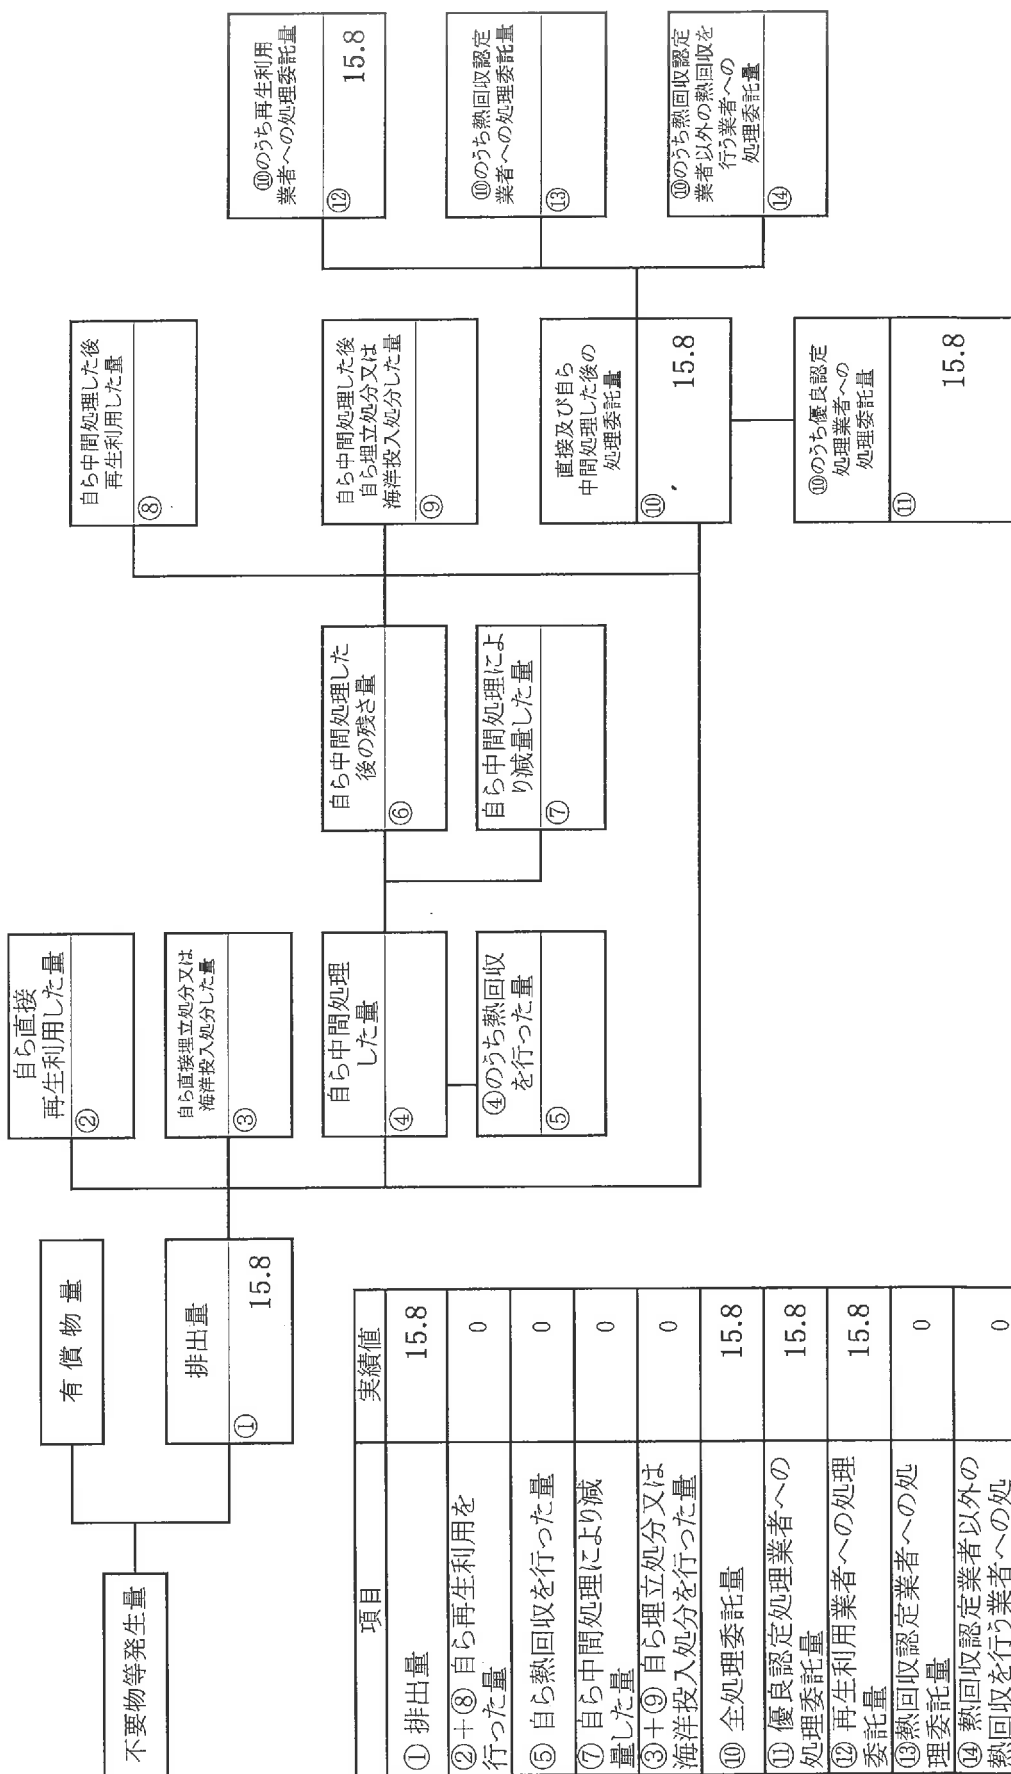 不要物等発生量
有償物量
排出量
①
15.8
自ら直接
再生利用した量
②
自ら直接埋立処分又は
海洋投入処分した量
③
自ら中間処理
した量
④
④のうち熱回収
を行った量
⑤
自ら中間処理した
後の残さ量
⑥
自ら中間処理によ
り減量した量
⑦
自ら中間処理した後
再生利用した量
⑧
自ら中間処理した後
自ら埋立処分又は
海洋投入処分した量
⑨
直接及び自ら
中間処理した後の
処理委託量
⑩
15.8
⑩のうち優良認定
処理業者への
処理委託量
⑪
15.8
⑩のうち再生利用
業者への処理委託量
⑫
15.8
⑩のうち熱回収認定
業者への処理委託量
⑬
⑩のうち熱回収認定
業者以外の熱回収を
行う業者への
処理委託量
⑭
項目 実績値
① 排出量 15.8
②+⑧ 自ら再生利用を
行った量 0
⑤ 自ら熱回収を行った量 0
⑦ 自ら中間処理により減
量した量 0
③+⑨ 自ら埋立処分又は
海洋投入処分を行った量 0
⑩ 全処理委託量 15.8
⑪ 優良認定処理業者への
処理委託量 15.8
⑫ 再生利用業者への処理
委託量 15.8
⑬熱回収認定業者への処
理委託量 0
⑭ 熱回収認定業者以外の
熱回収を行う業者への処 0